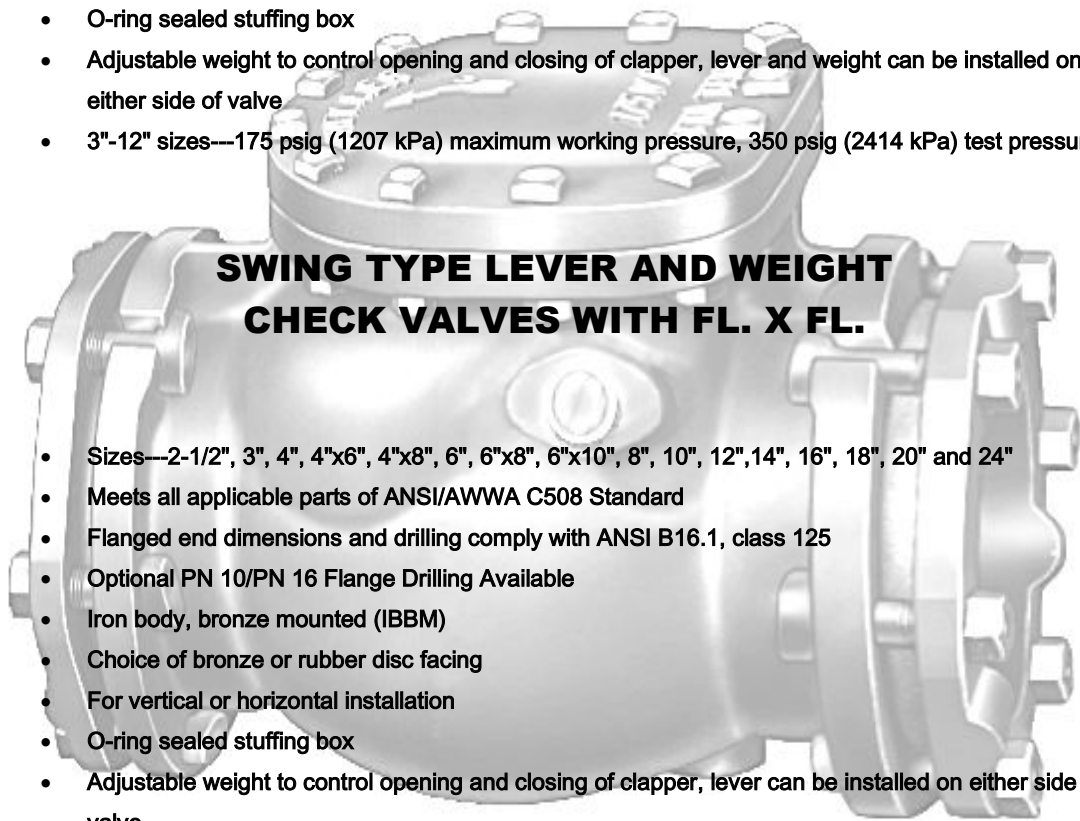 • O-ring sealed stuffing box
• Adjustable weight to control opening and closing of clapper, lever and weight can be installed on
either side of valve
• 3"-12" sizes---175 psig (1207 kPa) maximum working pressure, 350 psig (2414 kPa) test
SWING TYPE LEVER AND WEIGHT
CHECK VALVES WITH FL. X FL.
• Sizes---2-1/2", 3", 4", 4"x6", 4"x8", 6", 6"x8", 6"x10", 8", 10", 12",14", 16", 18", 20" and 24"
• Meets all applicable parts of ANSI/AWWA C508 Standard
• Flanged end dimensions and drilling comply with ANSI B16.1, class 125
• Optional PN 10/PN 16 Flange Drilling Available
• Iron body, bronze mounted (IBBM)
• Choice of bronze or rubber disc facing
• For vertical or horizontal installation
• O-ring sealed stuffing box
• Adjustable weight to control opening and closing of clapper, lever can be installed on either side